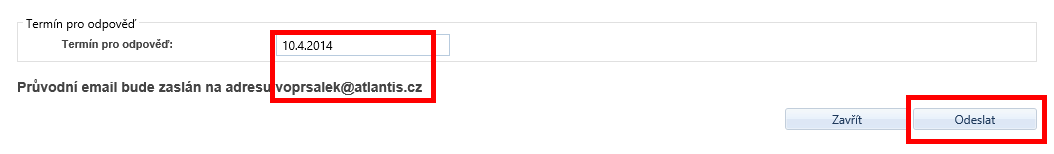 Termín pro odpověď
Termín pro odpověď: 10.4.2014
Průvodní email bude zaslán na adresu voprsalek@atlantis.cz
Zavřít Odeslat